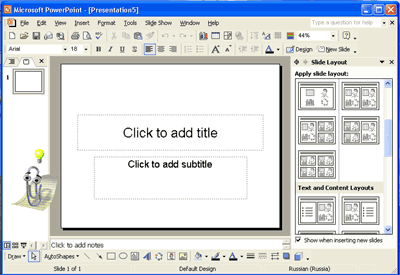 Microsoft PowerPoint - [Presentation5]
File Edit View Insert Format Tools Slide Show Window Help Type a question for help
44%
Arial 18 B I U S Design New Slide
Slide Layout
Apply slide layout:
1
Click to add title
Click to add subtitle
Text and Content Layouts
Show when inserting new slides
Click to add notes
Draw AutoShapes
Slide 1 of 1 Default Design Russian (Russia)